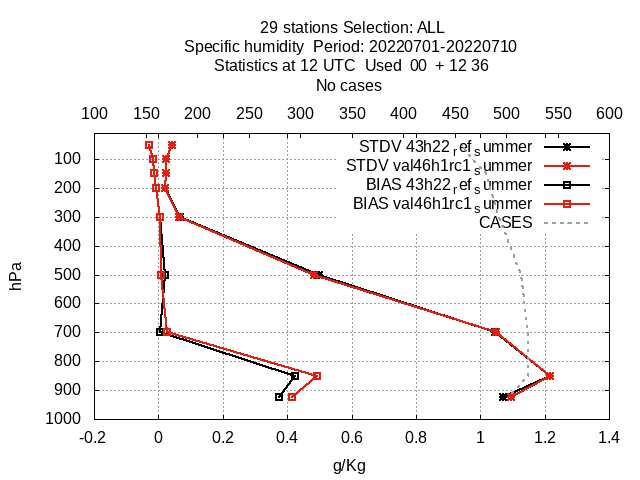 29 stations Selection: ALL
Specific humidity  Period: 20220701-20220710
Statistics at 12 UTC  Used  00  + 12 36
No cases
100 150 200 250 300 350 400 450 500 550 600
STDV 43h22_ref_summer
STDV val46h1rc1_summer
BIAS 43h22_ref_summer
BIAS val46h1rc1_summer
CASES
100
200
300
400
500
600
700
800
900
1000
hPa
-0.2 0 0.2 0.4 0.6 0.8 1 1.2 1.4
g/Kg